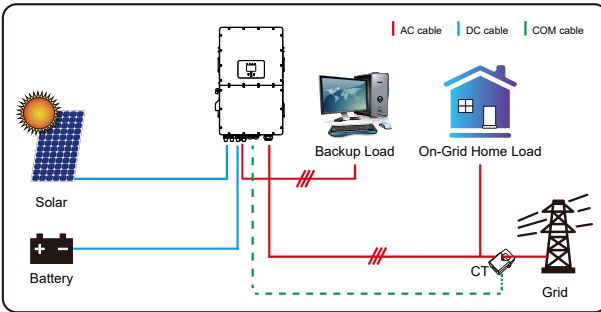 AC cable
DC cable
COM cable
Backup Load
On-Grid Home Load
Solar
Battery
CT
Grid